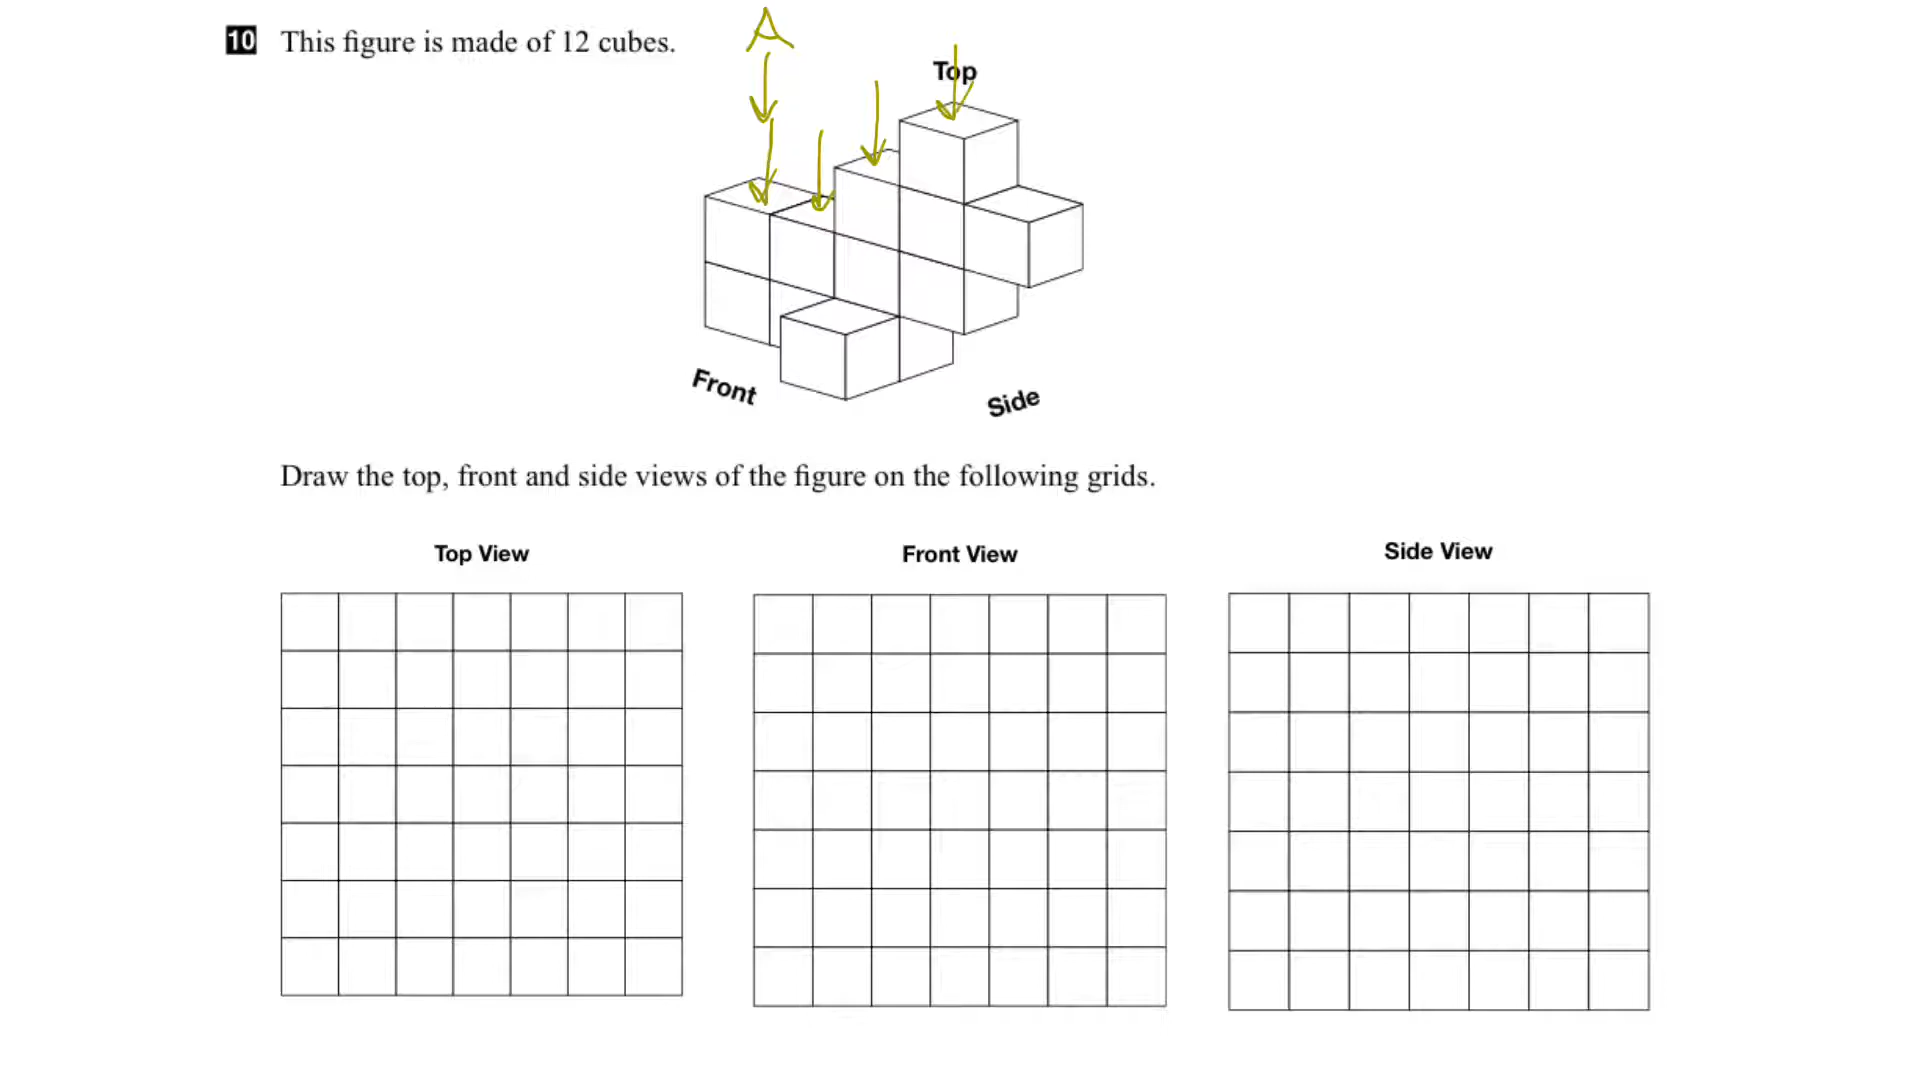 10 This figure is made of 12 cubes.
A
Top
Front
Side
Draw the top, front and side views of the figure on the following grids.
Top View
Front View
Side View